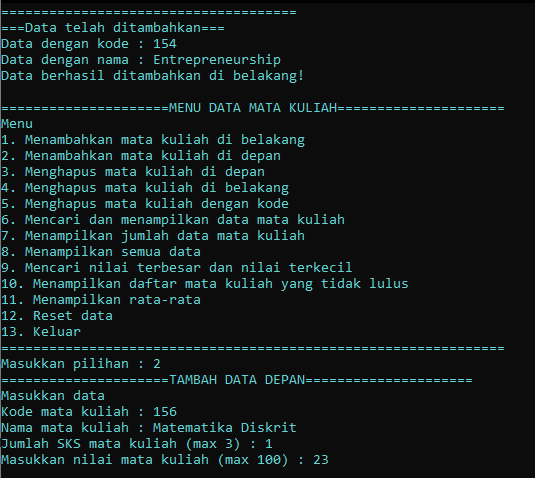 =====================================
===Data telah ditambahkan===
Data dengan kode : 154
Data dengan nama : Entrepreneurship
Data berhasil ditambahkan di belakang!
=====================MENU DATA MATA KULIAH=====================
Menu
1. Menambahkan mata kuliah di belakang
2. Menambahkan mata kuliah di depan
3. Menghapus mata kuliah di depan
4. Menghapus mata kuliah di belakang
5. Menghapus mata kuliah dengan kode
6. Mencari dan menampilkan data mata kuliah
7. Menampilkan jumlah data mata kuliah
8. Menampilkan semua data
9. Mencari nilai terbesar dan nilai terkecil
10. Menampilkan daftar mata kuliah yang tidak lulus
11. Menampilkan rata-rata
12. Reset data
13. Keluar
===============================================================
Masukkan pilihan : 2
=====================TAMBAH DATA DEPAN=====================
Masukkan data
Kode mata kuliah : 156
Nama mata kuliah : Matematika Diskrit
Jumlah SKS mata kuliah (max 3) : 1
Masukkan nilai mata kuliah (max 100) : 23